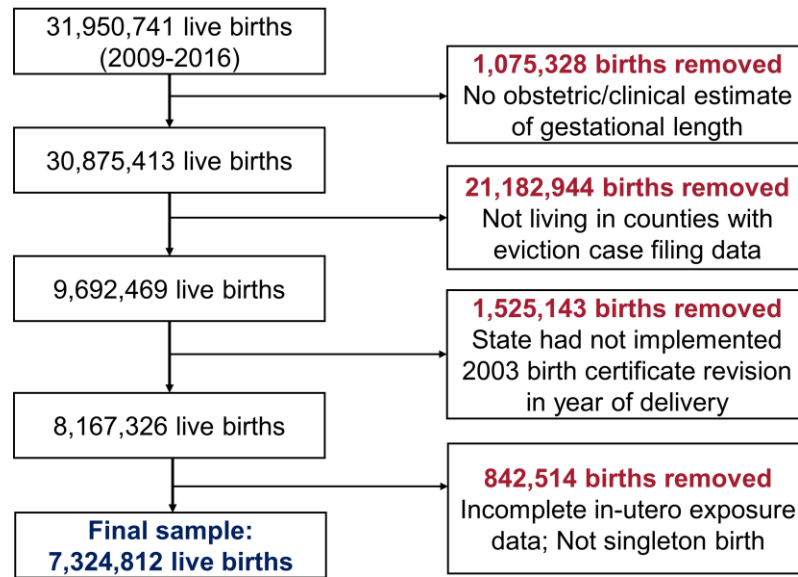 31,950,741 live births
(2009-2016)
1,075,328 births removed
No obstetric/clinical estimate
of gestational length
30,875,413 live births
21,182,944 births removed
Not living in counties with
eviction case filing data
9,692,469 live births
1,525,143 births removed
State had not implemented
2003 birth certificate revision
in year of delivery
8,167,326 live births
842,514 births removed
Incomplete in-utero exposure
data; Not singleton birth
Final sample:
7,324,812 live births